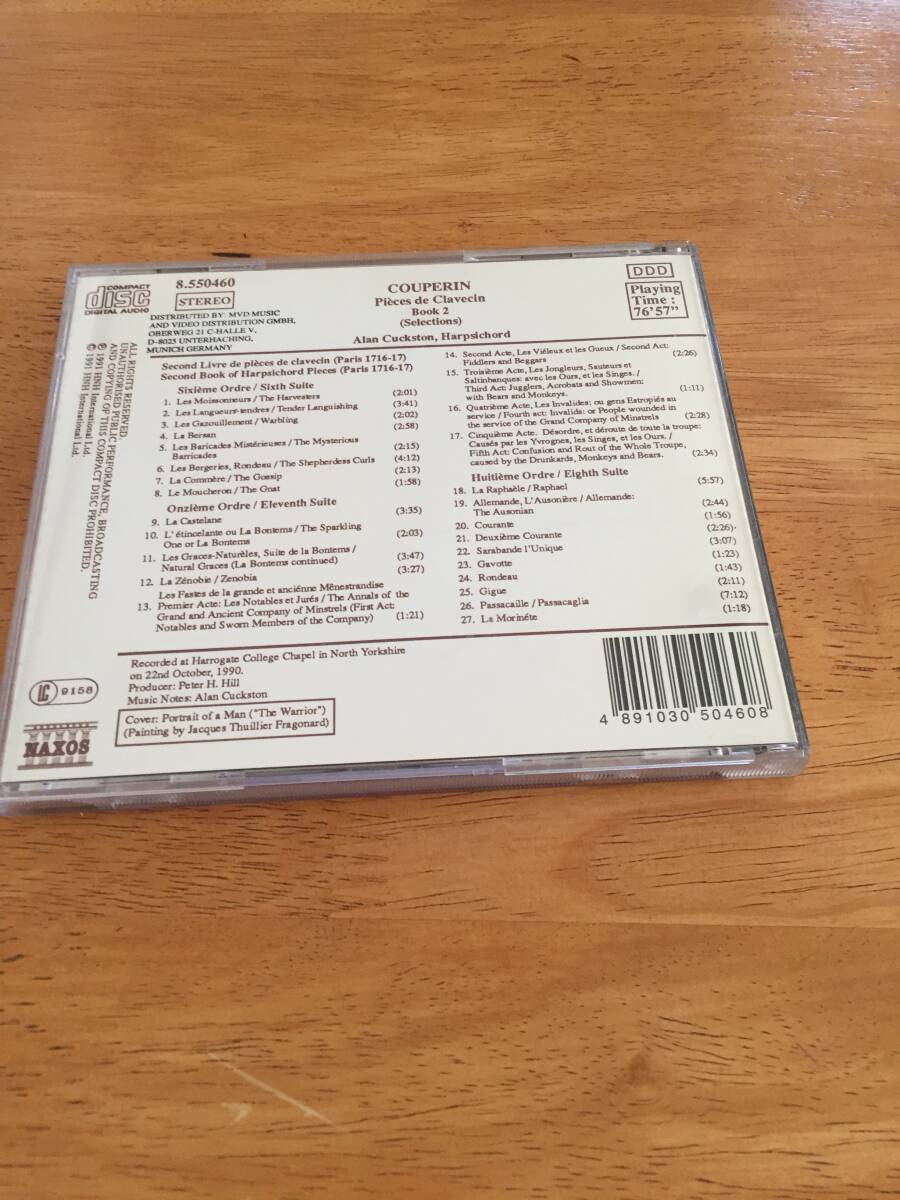 COMPACT
disc
DIGITAL AUDIO
8.550460
STEREO
DISTRIBUTED BY: MVD MUSIC
AND VIDEO DISTRIBUTION GMBH,
OBERWEG 21 C-HALLE V,
D-8025 UNTERHACHING,
MUNICH GERMANY
COUPERIN
Pièces de Clavecin
Book 2
(Selections)
Alan Cuckston, Harpsichord
DDD
Playing
Time :
76'57”
ALL RIGHTS RESERVED.
UNAUTHORISED PUBLIC PERFORMANCE, BROADCASTING
AND COPYING OF THIS COMPACT DISC PROHIBITED.
℗ 1991 HNH International Ltd.
© 1991 HNH International Ltd.
Second Livre de pièces de clavecin (Paris 1716-17)
Second Book of Harpsichord Pieces (Paris 1716-17)
Sixième Ordre / Sixth Suite
1. Les Moissonneurs / The Harvesters (2:01)
2. Les Langueurs-tendres / Tender Languishing (3:41)
3. Les Gazouillement / Warbling (2:02)
4. La Bersan (2:58)
5. Les Baricades Mistérieuses / The Mysterious
Barricades (2:15)
6. Les Bergeries, Rondeau / The Shepherdess Curls (4:12)
7. La Commère / The Gossip (2:13)
8. Le Moucheron / The Gnat (1:58)
Onzième Ordre / Eleventh Suite
9. La Castelane (3:35)
10. L'étincelante ou La Bontems / The Sparkling
One or La Bontems (2:03)
11. Les Graces-Naturèles, Suite de la Bontems /
Natural Graces (La Bontems continued) (3:47)
12. La Zénobie / Zenobia (3:27)
Les Fastes de la grande et anciénne Mënestrandise
13. Premier Acte: Les Notables et Jurés / The Annals of the
Grand and Ancient Company of Minstrels (First Act:
Notables and Sworn Members of the Company) (1:21)
14. Second Acte, Les Viéleux et les Gueux / Second Act:
Fiddlers and Beggars (2:26)
15. Troisième Acte, Les Jongleurs, Sauteurs et
Saltinbanques: avec les Ours, et les Singes. /
Third Act: Jugglers, Acrobats and Showmen:
with Bears and Monkeys. (1:11)
16. Quatrième Acte, Les Invalides: ou gens Estropiés au
service / Fourth act: Invalids: or People wounded in
the service of the Grand Company of Minstrels (2:28)
17. Cinquième Acte. Désordre, et déroute de toute la troupe:
Causés par les Yvrognes, les Singes, et les Ours. /
Fifth Act: Confusion and Rout of the Whole Troupe,
caused by the Drunkards, Monkeys and Bears. (2:34)
Huitième Ordre / Eighth Suite
18. La Raphaèle / Raphael (5:57)
19. Allemande, L'Ausonière / Allemande:
The Ausonian (2:44)
20. Courante (1:56)
21. Deuxième Courante (2:26)
22. Sarabande l'Unique (3:07)
23. Gavotte (1:23)
24. Rondeau (1:43)
25. Gigue (2:11)
26. Passacaille / Passacaglia (7:12)
27. La Morinéte (1:18)
Recorded at Harrogate College Chapel in North Yorkshire
on 22nd October, 1990.
Producer: Peter H. Hill
Music Notes: Alan Cuckston
Cover: Portrait of a Man ("The Warrior")
(Painting by Jacques Thuillier Fragonard)
LC 9158
NAXOS
4 891030 504608